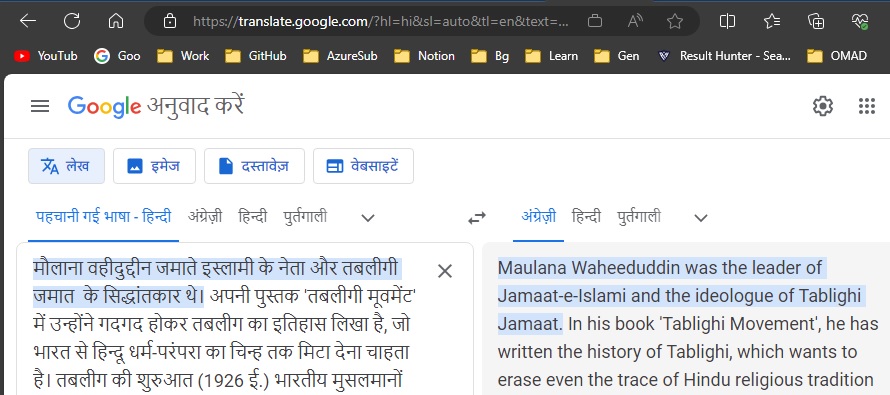 https://translate.google.com/?hl=hi&sl=auto&tl=en&text=...
YouTube Goo Work GitHub AzureSub Notion Bg Learn Gen Result Hunter - Sea... OMAD
Google अनुवाद करें
लेख इमेज दस्तावेज़ वेबसाइटें
पहचानी गई भाषा - हिन्दी अंग्रेज़ी हिन्दी पुर्तगाली
अंग्रेज़ी हिन्दी पुर्तगाली
मौलाना वहीदुद्दीन जमाते इस्लामी के नेता और तबलीगी
जमात के सिद्धांतकार थे। अपनी पुस्तक 'तबलीगी मूवमेंट'
में उन्होंने गदगद होकर तबलीग का इतिहास लिखा है, जो
भारत से हिन्दू धर्म-परंपरा का चिन्ह तक मिटा देना चाहता
है। तबलीग की शुरुआत (1926 ई.) भारतीय मुसलमानों
Maulana Waheeduddin was the leader of
Jamaat-e-Islami and the ideologue of Tablighi
Jamaat. In his book 'Tablighi Movement', he has
written the history of Tablighi, which wants to
erase even the trace of Hindu religious tradition